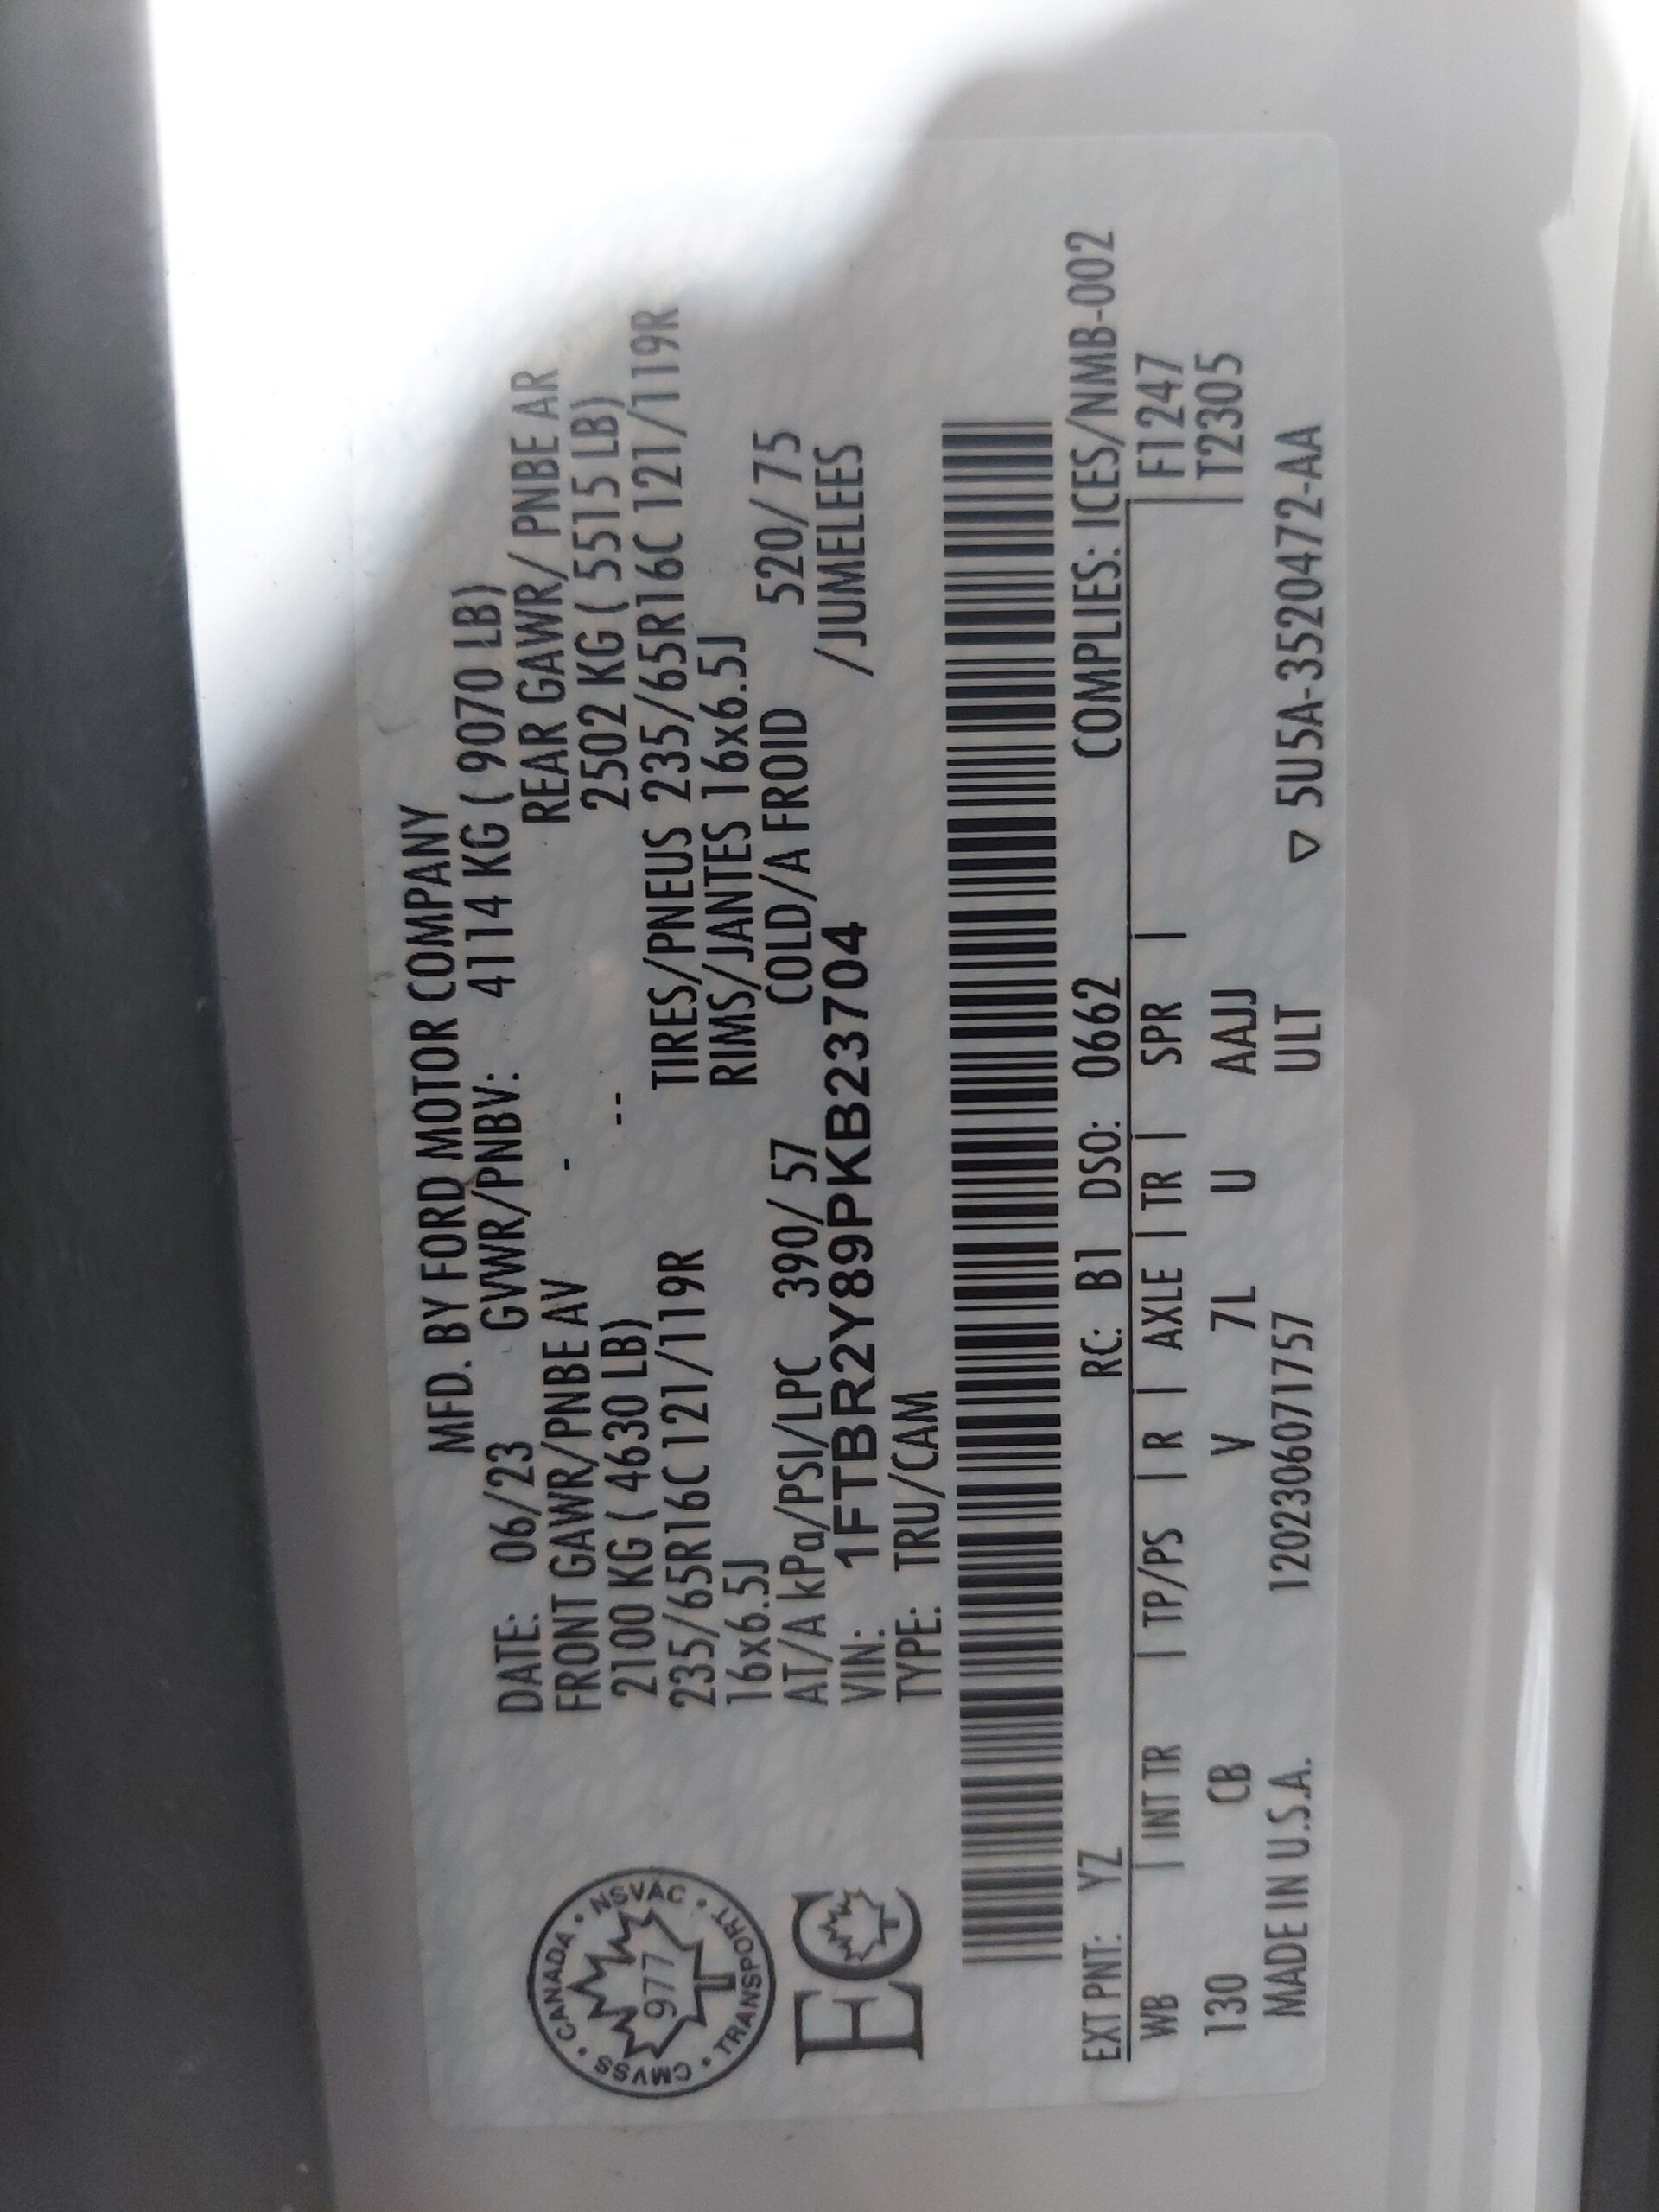 MFD. BY FORD MOTOR COMPANY
DATE: 06/23 GVWR/PNBV: 4114 KG ( 9070 LB)
FRONT GAWR/PNBE AV - REAR GAWR/ PNBE AR
2100 KG ( 4630 LB) -- 2502 KG ( 5515 LB)
235/65R16C121/119R TIRES/PNEUS 235/65R16C 121/119R
16x6.5J RIMS/JANTES 16x6.5J
AT/A kPa/PSI/LPC 390/ 57 COLD/A FROID 520/ 75
VIN: 1FTBR2Y89PKB23704 /JUMELEES
TYPE: TRU/CAM
CMVSS • CANADA • NSVAC • TRANSPORT •
977
EC
EXT PNT: YZ RC: B1 DSO: 0662 COMPLIES: ICES/NMB-002
WB | INT TR | TP/PS | R | AXLE | TR | SPR | | F1247
130 CB V 7L U AAJJ | T2305
MADE IN U.S.A. 120230607175​7 ULT ▽ 5U5A-3520472-AA